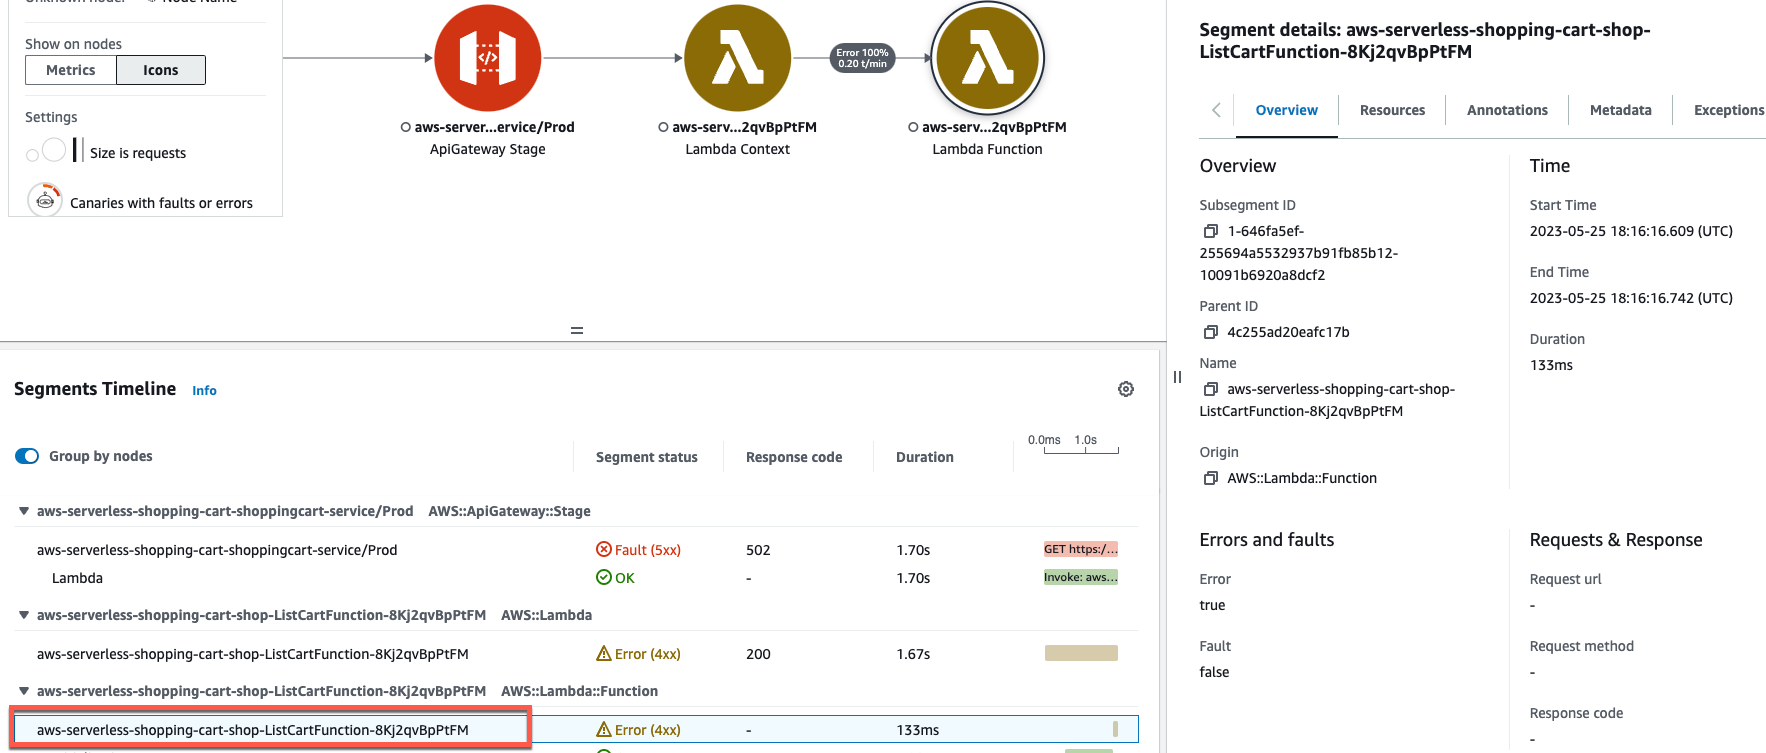 Node Name
Show on nodes
Metrics
Icons
Settings
Size is requests
Canaries with faults or errors
Error 100%
0.20 t/min
aws-server...ervice/Prod
ApiGateway Stage
aws-serv...2qvBpPtFM
Lambda Context
aws-serv...2qvBpPtFM
Lambda Function
Segments Timeline Info
0.0ms 1.0s
Group by nodes
Segment status
Response code
Duration
aws-serverless-shopping-cart-shoppingcart-service/Prod AWS::ApiGateway::Stage
aws-serverless-shopping-cart-shoppingcart-service/Prod Fault (5xx) 502 1.70s GET https:/...
Lambda OK - 1.70s Invoke: aws...
aws-serverless-shopping-cart-shop-ListCartFunction-8Kj2qvBpPtFM AWS::Lambda
aws-serverless-shopping-cart-shop-ListCartFunction-8Kj2qvBpPtFM Error (4xx) 200 1.67s
aws-serverless-shopping-cart-shop-ListCartFunction-8Kj2qvBpPtFM AWS::Lambda::Function
aws-serverless-shopping-cart-shop-ListCartFunction-8Kj2qvBpPtFM Error (4xx) - 133ms
Segment details: aws-serverless-shopping-cart-shop-
ListCartFunction-8Kj2qvBpPtFM
Overview
Resources
Annotations
Metadata
Exceptions
Overview
Subsegment ID
1-646fa5ef-
255694a5532937b91fb85b12-
10091b6920a8dcf2
Parent ID
4c255ad20eafc17b
Name
aws-serverless-shopping-cart-shop-
ListCartFunction-8Kj2qvBpPtFM
Origin
AWS::Lambda::Function
Time
Start Time
2023-05-25 18:16:16.609 (UTC)
End Time
2023-05-25 18:16:16.742 (UTC)
Duration
133ms
Errors and faults
Error
true
Fault
false
Requests & Response
Request url
-
Request method
-
Response code
-